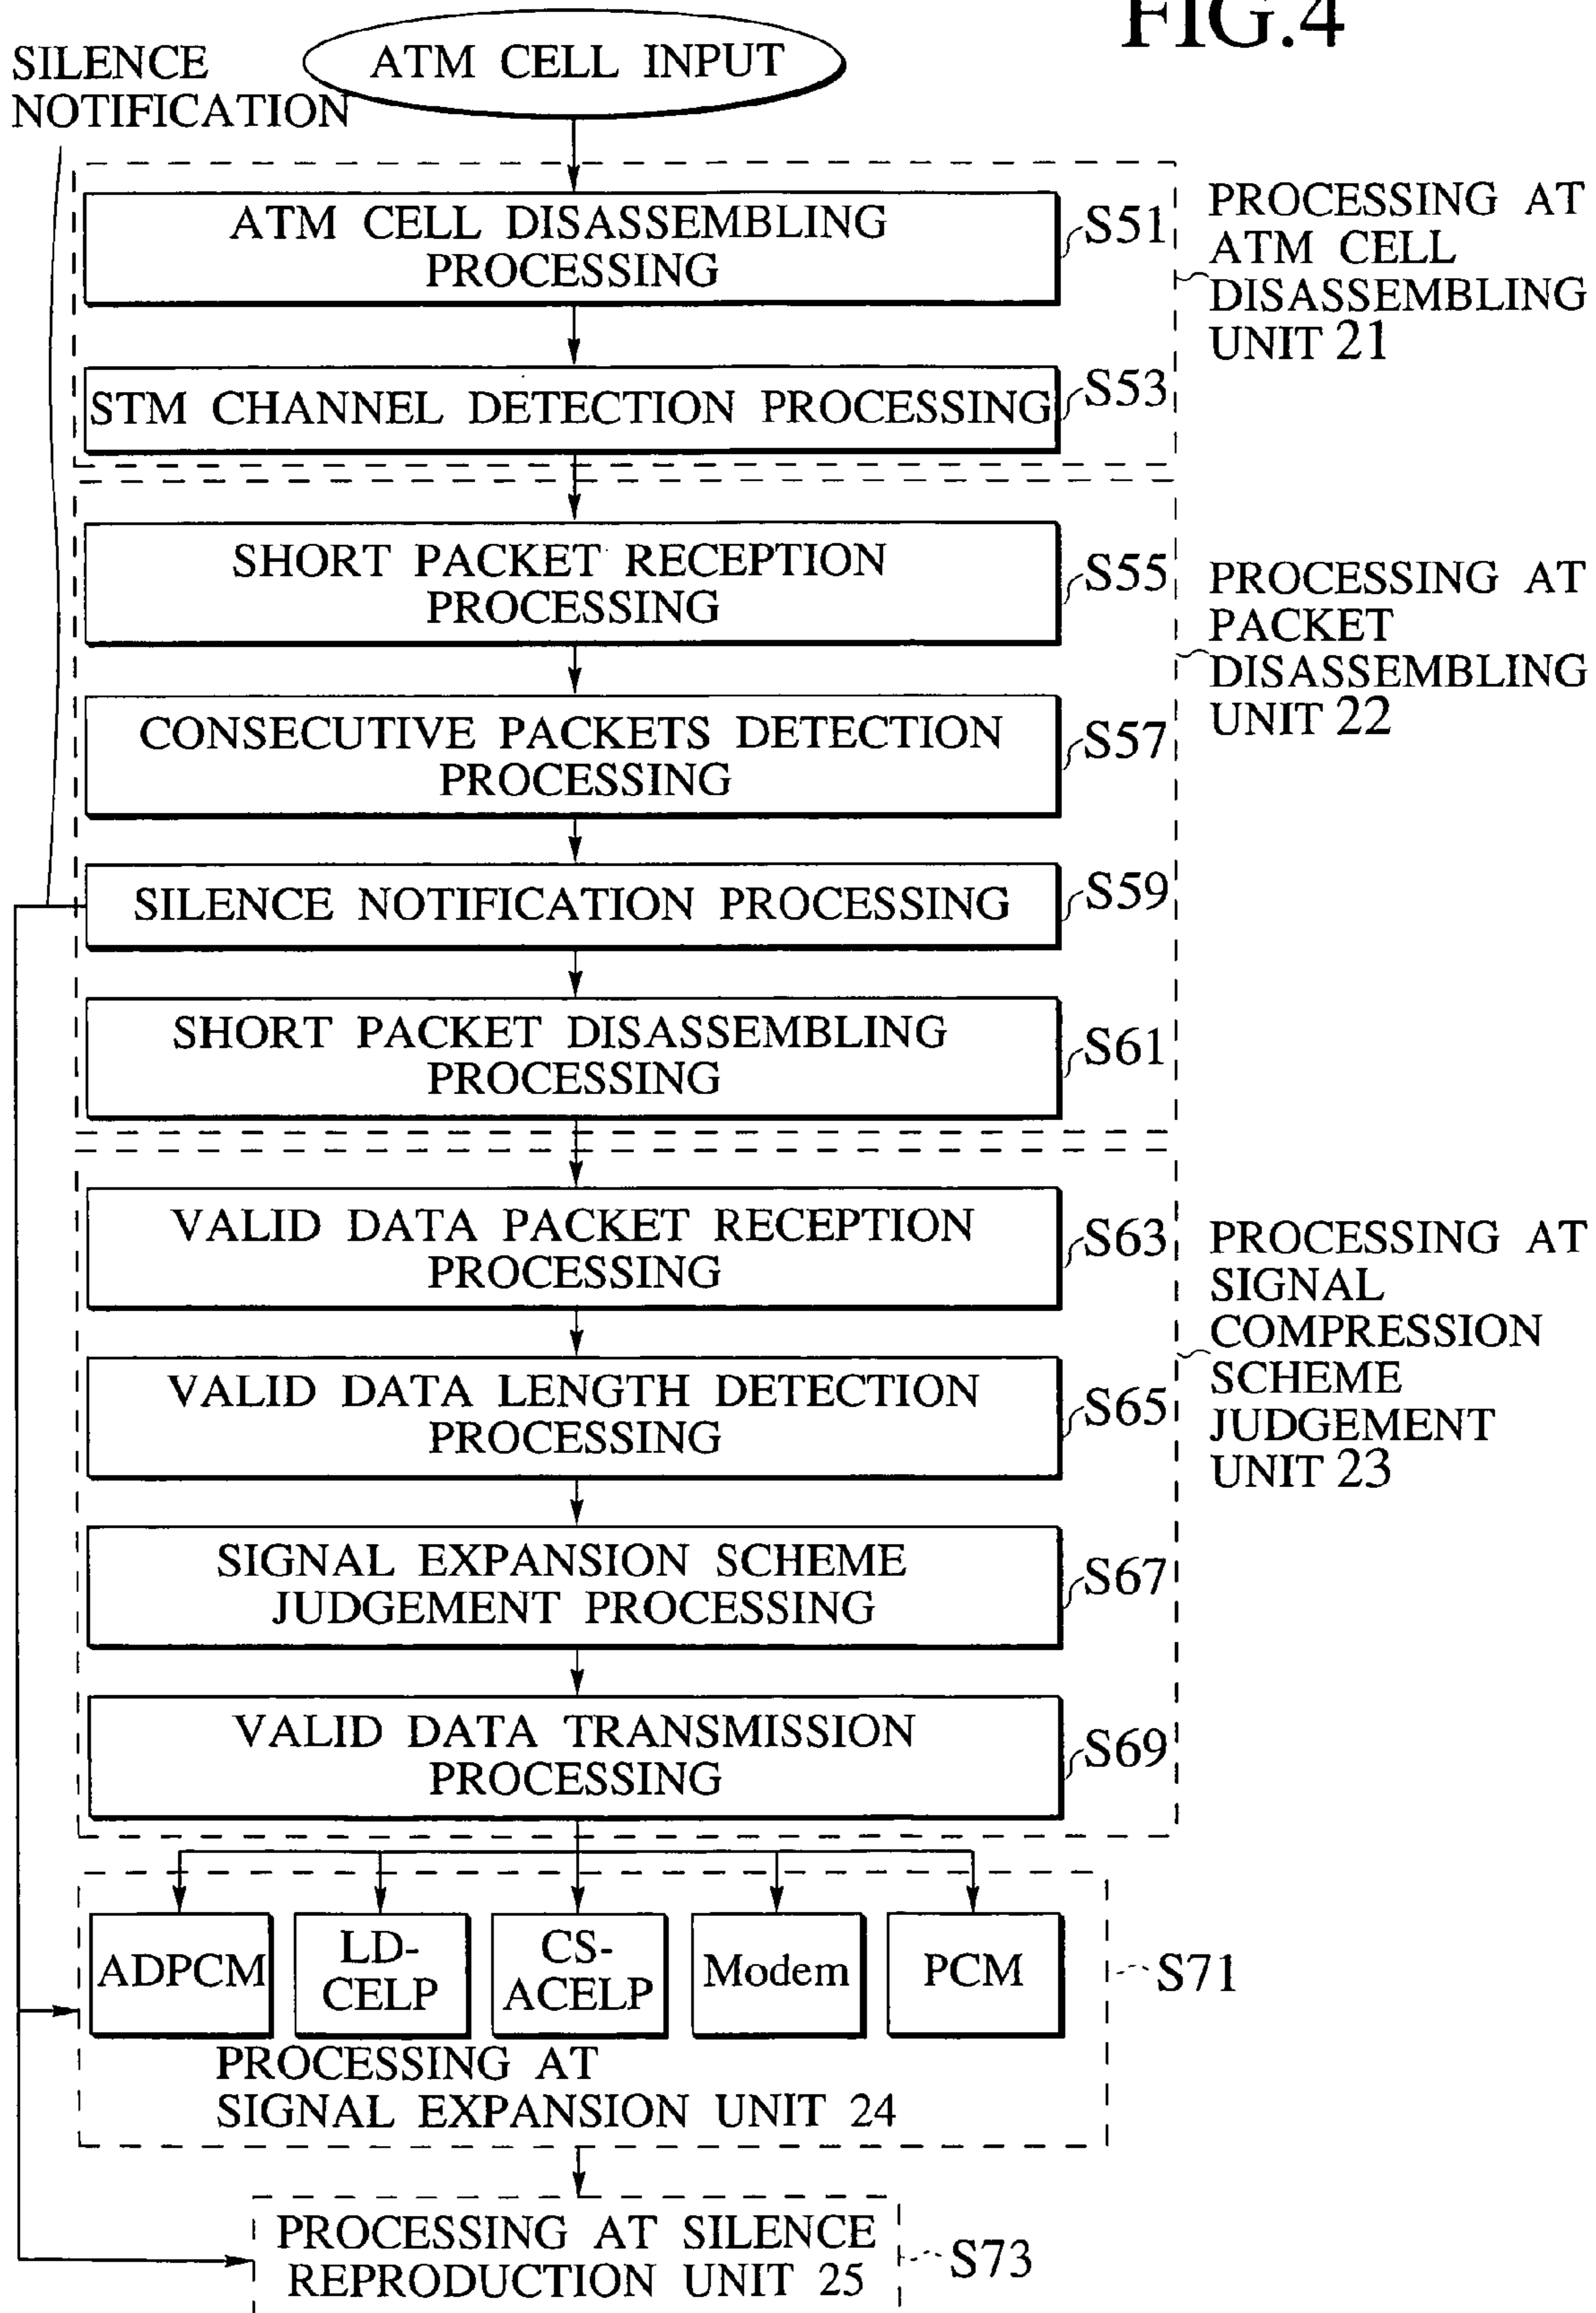 FIG.4
SILENCE
NOTIFICATION
ATM CELL INPUT
ATM CELL DISASSEMBLING
PROCESSING
S51
PROCESSING AT
ATM CELL
DISASSEMBLING
UNIT 21
STM CHANNEL DETECTION PROCESSING
S53
SHORT PACKET RECEPTION
PROCESSING
S55
PROCESSING AT
PACKET
DISASSEMBLING
UNIT 22
CONSECUTIVE PACKETS DETECTION
PROCESSING
S57
SILENCE NOTIFICATION PROCESSING
S59
SHORT PACKET DISASSEMBLING
PROCESSING
S61
VALID DATA PACKET RECEPTION
PROCESSING
S63
PROCESSING AT
SIGNAL
COMPRESSION
SCHEME
JUDGEMENT
UNIT 23
VALID DATA LENGTH DETECTION
PROCESSING
S65
SIGNAL EXPANSION SCHEME
JUDGEMENT PROCESSING
S67
VALID DATA TRANSMISSION
PROCESSING
S69
ADPCM
LD-
CELP
CS-
ACELP
Modem
PCM
S71
PROCESSING AT
SIGNAL EXPANSION UNIT 24
PROCESSING AT SILENCE
REPRODUCTION UNIT 25
S73